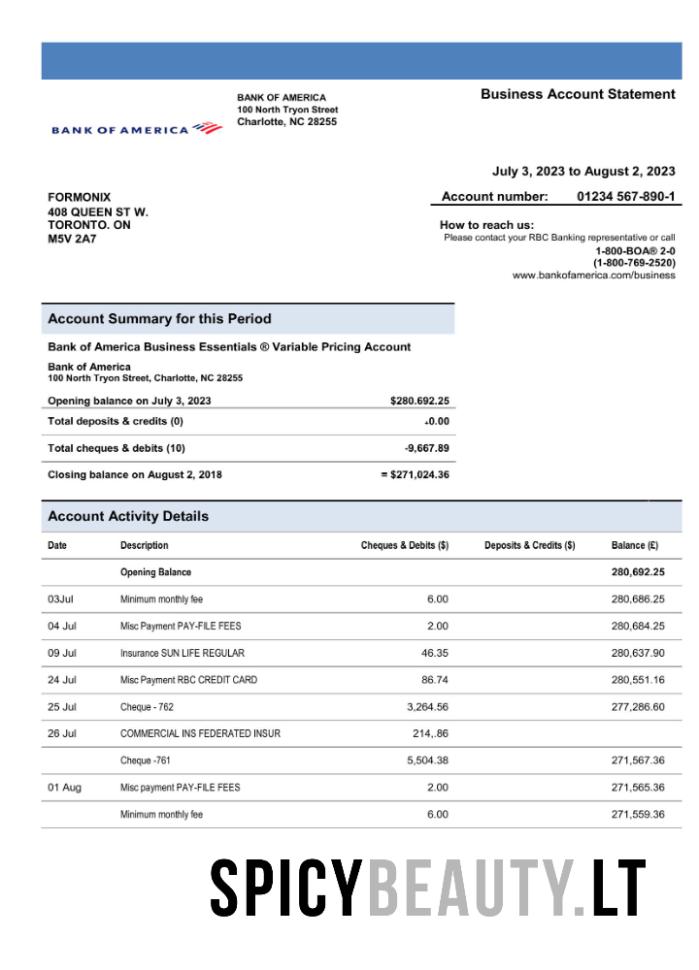 BANK OF AMERICA
100 North Tryon Street
Charlotte, NC 28255
Business Account Statement
BANK OF AMERICA
July 3, 2023 to August 2, 2023
Account number: 01234 567-890-1
FORMONIX
408 QUEEN ST W.
TORONTO. ON
M5V 2A7
How to reach us:
Please contact your RBC Banking representative or call
1-800-BOA® 2-0
(1-800-769-2520)
www.bankofamerica.com/business
Account Summary for this Period
Bank of America Business Essentials ® Variable Pricing Account
Bank of America
100 North Tryon Street, Charlotte, NC 28255
Opening balance on July 3, 2023 $280.692.25
Total deposits & credits (0) -0.00
Total cheques & debits (10) -9,667.89
Closing balance on August 2, 2018 = $271,024.36
Account Activity Details
Date Description Cheques & Debits ($) Deposits & Credits ($) Balance (£)
Opening Balance 280,692.25
03Jul Minimum monthly fee 6.00 280,686.25
04 Jul Misc Payment PAY-FILE FEES 2.00 280,684.25
09 Jul Insurance SUN LIFE REGULAR 46.35 280,637.90
24 Jul Misc Payment RBC CREDIT CARD 86.74 280,551.16
25 Jul Cheque - 762 3,264.56 277,286.60
26 Jul COMMERCIAL INS FEDERATED INSUR 214,.86
Cheque -761 5,504.38 271,567.36
01 Aug Misc payment PAY-FILE FEES 2.00 271,565.36
Minimum monthly fee 6.00 271,559.36
SPICYBEAUTY.LT